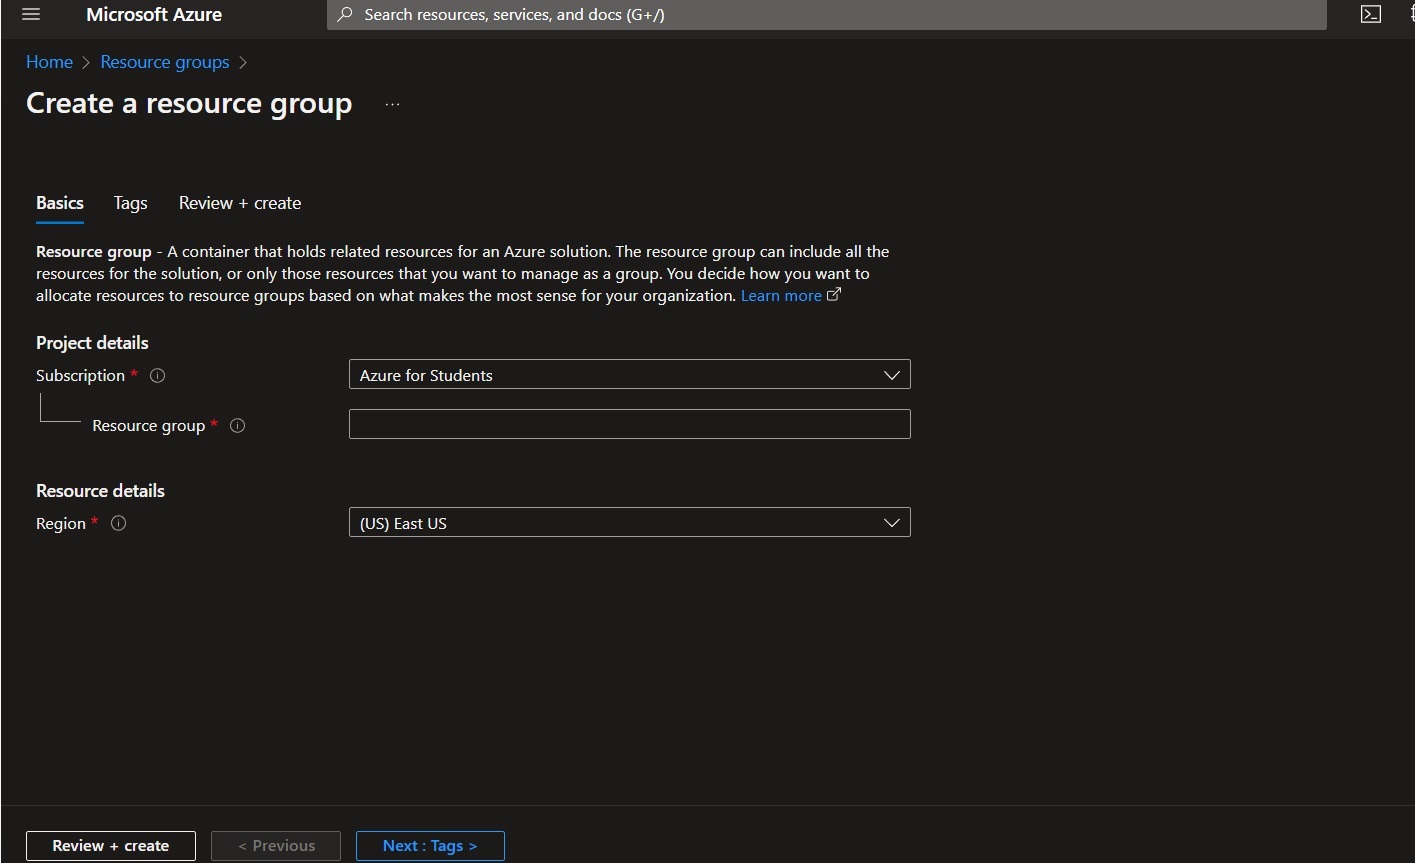 Microsoft Azure
Search resources, services, and docs (G+/)
Home > Resource groups >
Create a resource group ...
Basics Tags Review + create
Resource group - A container that holds related resources for an Azure solution. The resource group can include all the
resources for the solution, or only those resources that you want to manage as a group. You decide how you want to
allocate resources to resource groups based on what makes the most sense for your organization. Learn more
Project details
Subscription * Azure for Students
Resource group *
Resource details
Region * (US) East US
Review + create < Previous Next : Tags >